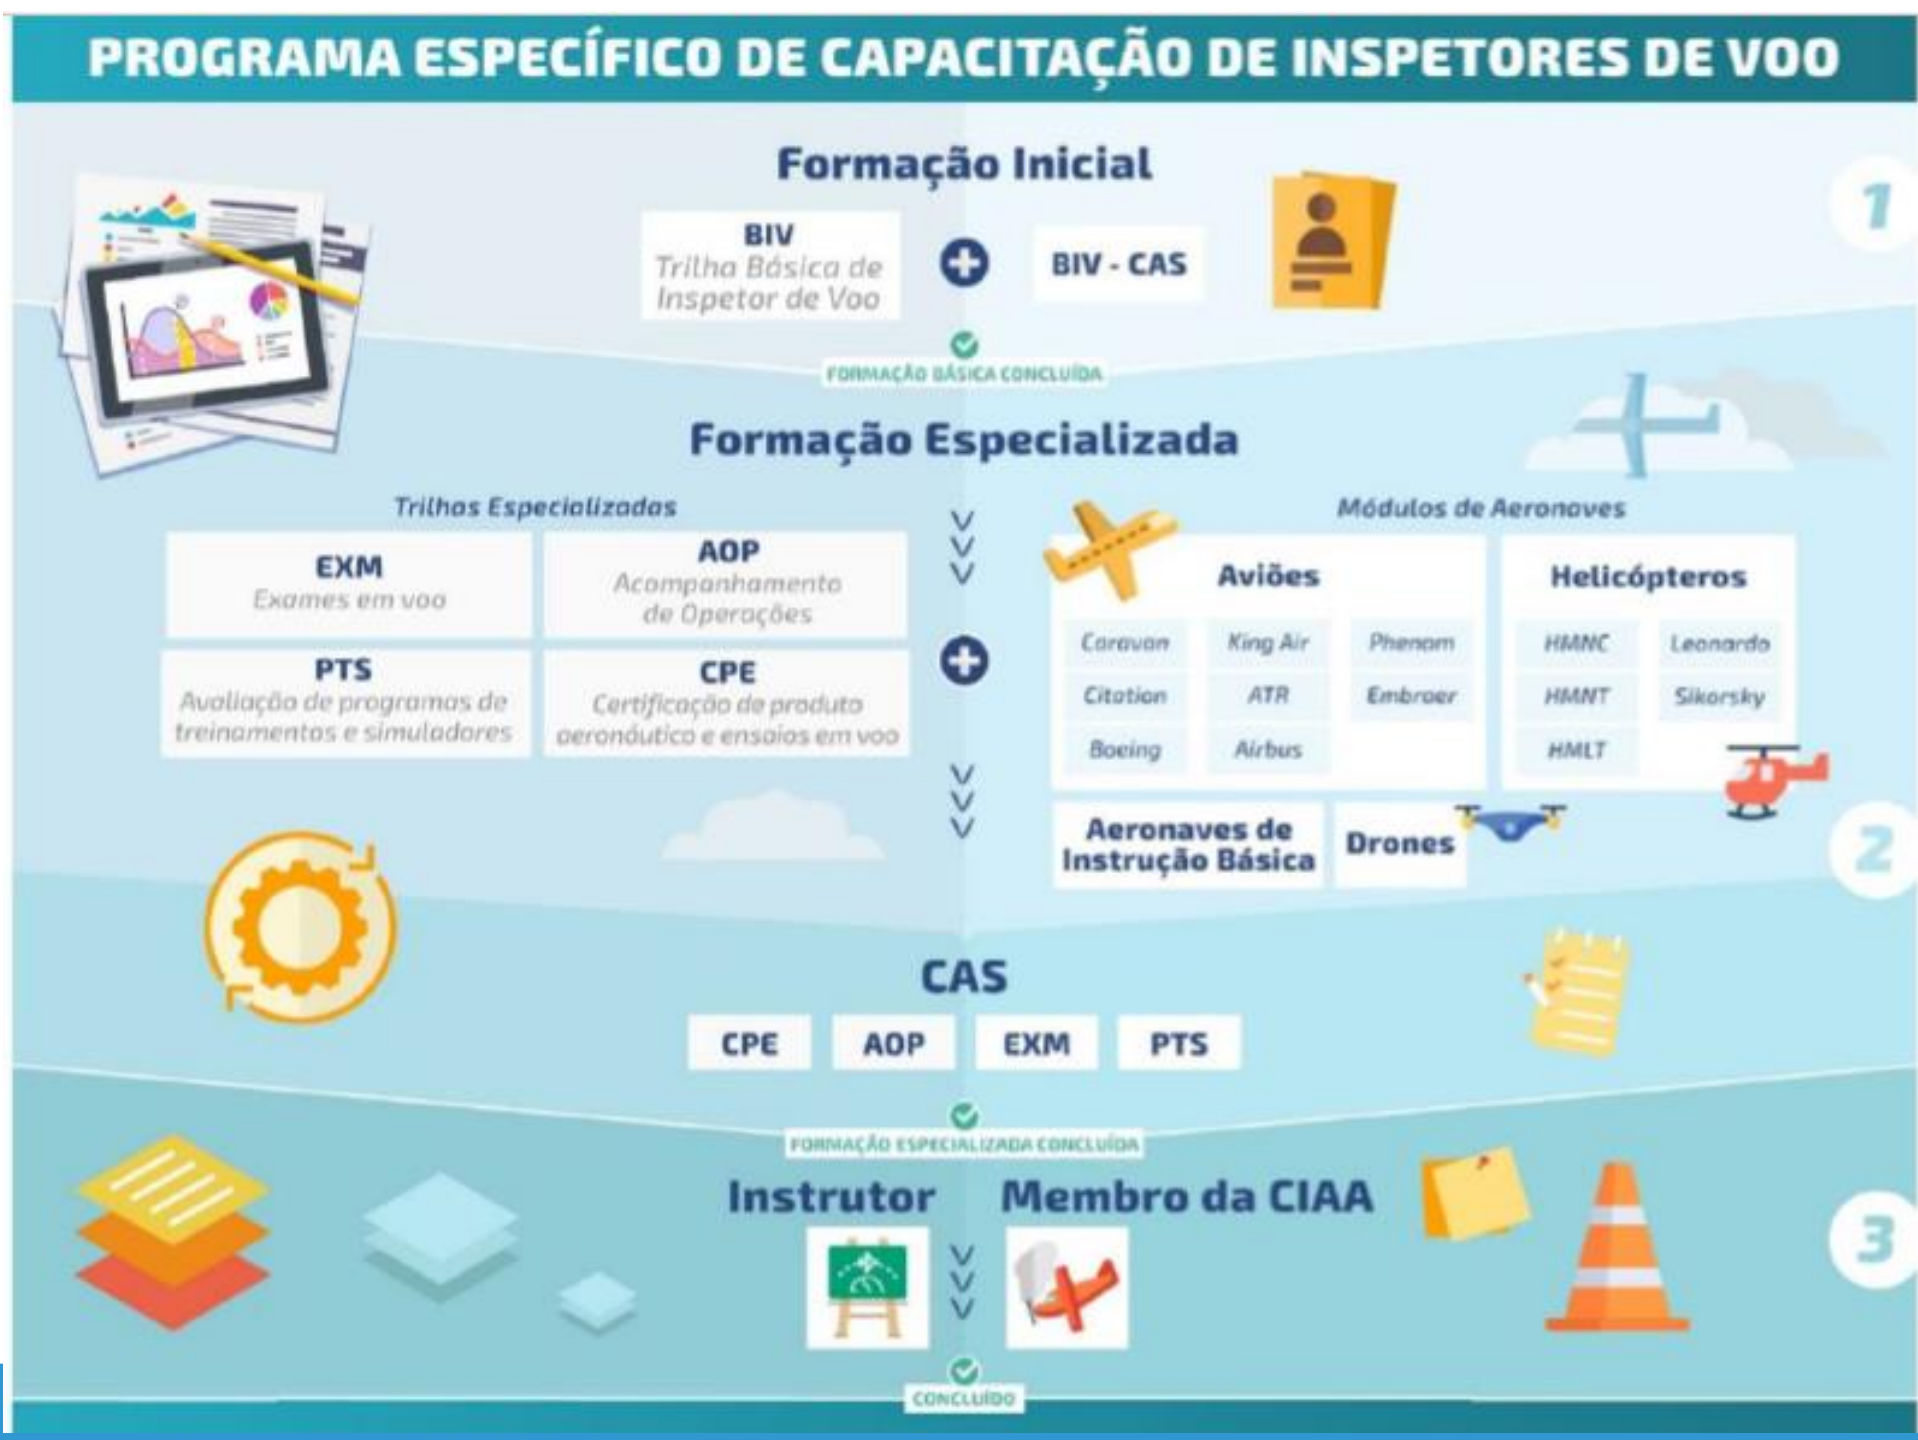 PROGRAMA ESPECÍFICO DE CAPACITAÇÃO DE INSPETORES DE VOO
Formação Inicial
1
BIV
Trilha Básica de
Inspetor de Voo
BIV - CAS
FORMAÇÃO BÁSICA CONCLUÍDA
Formação Especializada
Trilhas Especializadas
EXM
Exames em voo
AOP
Acompanhamento
de Operações
PTS
Avaliação de programas de
treinamentos e simuladores
CPE
Certificação de produto
aeronáutico e ensaios em voo
Módulos de Aeronaves
Aviões
Caravan
King Air
Phenom
Citation
ATR
Embraer
Boeing
Airbus
Helicópteros
HMNC
Leonardo
HMNT
Sikorsky
HMLT
Aeronaves de
Instrução Básica
Drones
2
CAS
CPE
AOP
EXM
PTS
FORMAÇÃO ESPECIALIZADA CONCLUÍDA
Instrutor
Membro da CIAA
3
CONCLUÍDO